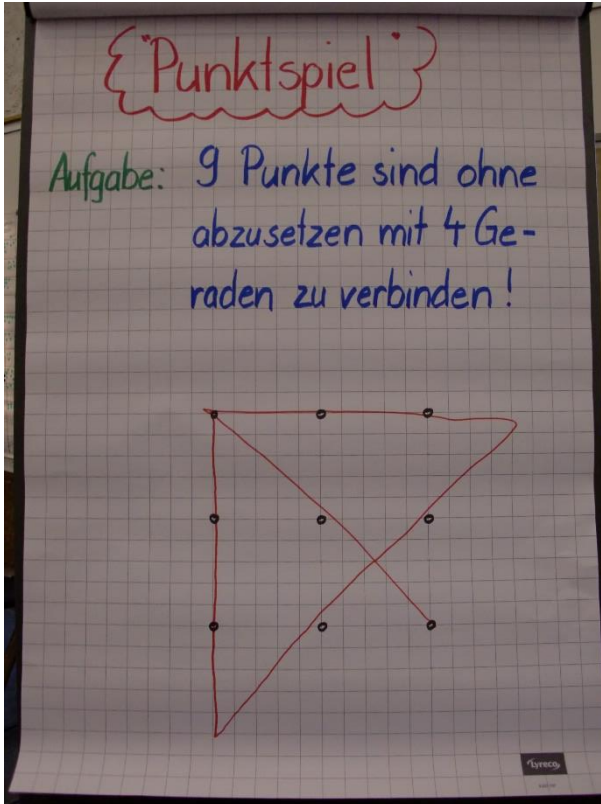 "Punktspiel"
Aufgabe: 9 Punkte sind ohne
abzusetzen mit 4 Ge-
raden zu verbinden!
Lyreco